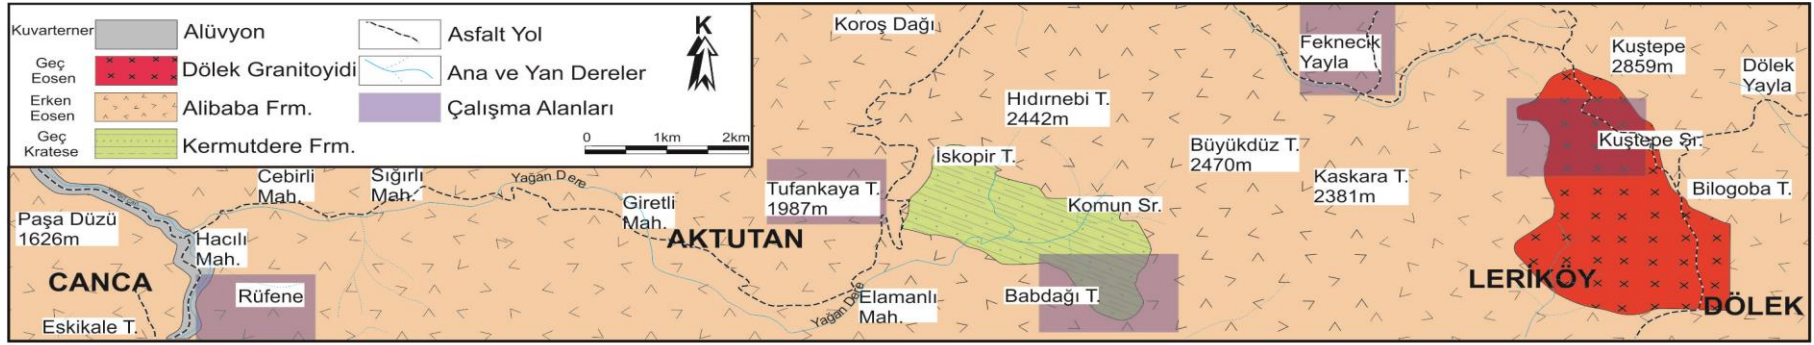 Kuvarterner
Alüvyon
Asfalt Yol
Geç
Eosen
Dölek Granitoyidi
Ana ve Yan Dereler
Erken
Eosen
Alibaba Frm.
Çalışma Alanları
Geç
Kratese
Kermutdere Frm.
K
0 1km 2km
Koroş Dağı
Feknecik
Yayla
Kuştepe
2859m
Dölek
Yayla
Hıdırnebi T.
2442m
Büyükdüz T.
2470m
Kuştepe Sr.
İskopir T.
Kaskara T.
2381m
Bilogoba T.
Cebirli
Mah.
Sığırlı
Mah.
Yağan Dere
Tufankaya T.
1987m
Giretli
Mah.
Komun Sr.
Paşa Düzü
1626m
Hacılı
Mah.
AKTUTAN
CANCA
Rüfene
Babdağı T.
Elamanlı
Mah.
Yağan Dere
LERİKÖY
DÖLEK
Eskikale T.